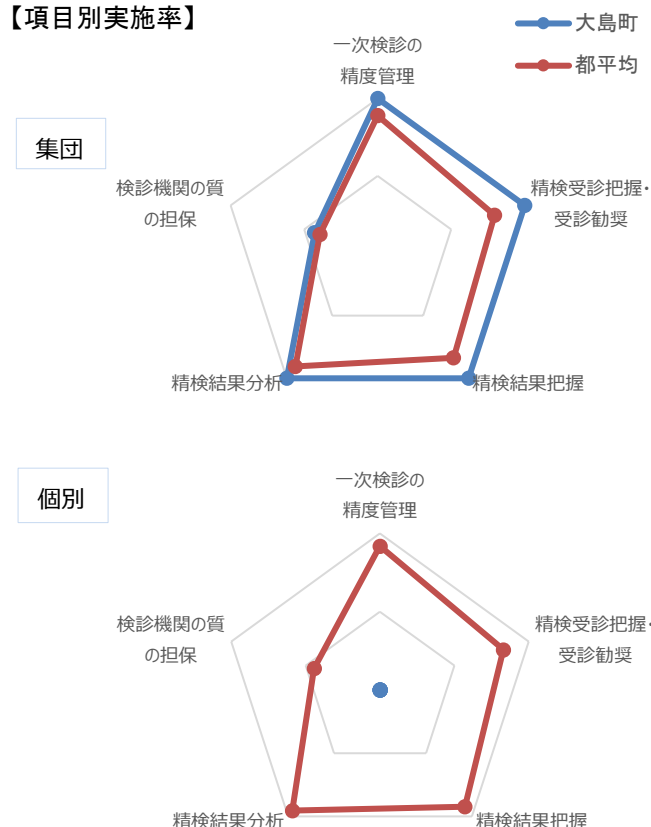 【項目別実施率】
大島町
都平均
集団
一次検診の
精度管理
精検受診把握・
受診勧奨
精検結果把握
精検結果分析
検診機関の質
の担保
個別
一次検診の
精度管理
精検受診把握・
受診勧奨
精検結果把握
精検結果分析
検診機関の質
の担保